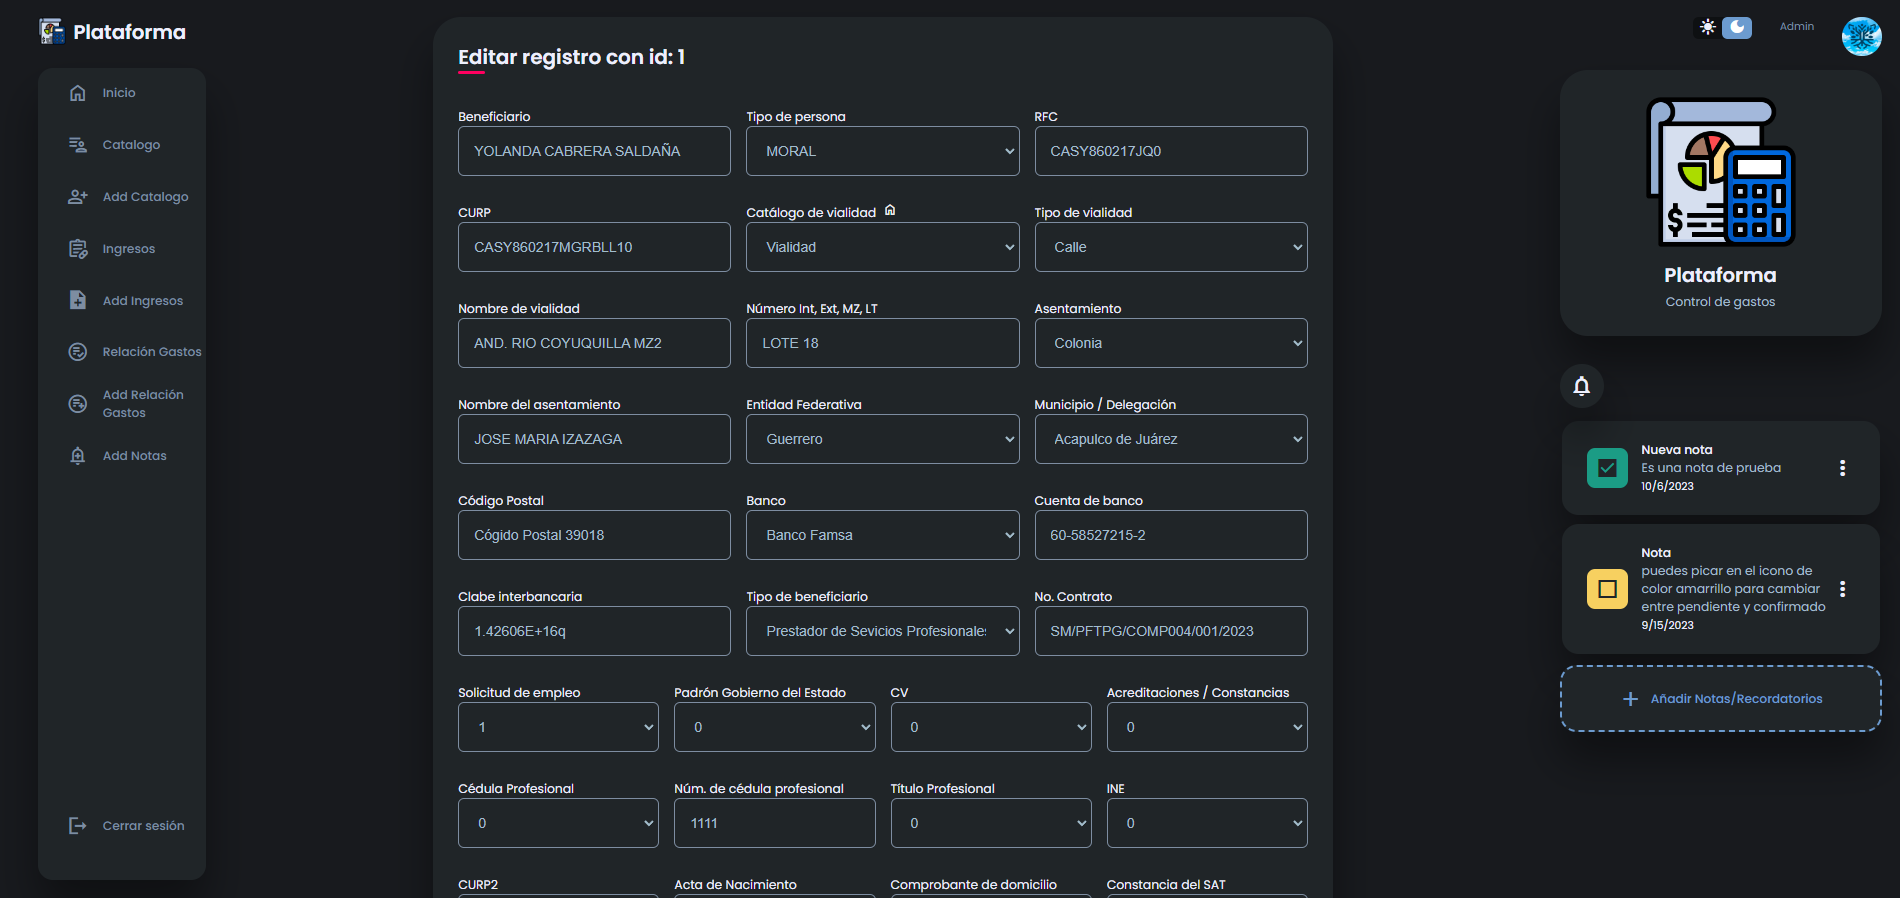 Plataforma
Inicio
Catalogo
Add Catalogo
Ingresos
Add Ingresos
Relación Gastos
Add Relación
Gastos
Add Notas
Cerrar sesión
Editar registro con id: 1
Beneficiario
Tipo de persona
RFC
YOLANDA CABRERA SALDAÑA
MORAL
CASY860217JQ0
CURP
Catálogo de vialidad
Tipo de vialidad
CASY860217MGRBLL10
Vialidad
Calle
Nombre de vialidad
Número Int, Ext, MZ, LT
Asentamiento
AND. RIO COYUQUILLA MZ2
LOTE 18
Colonia
Nombre del asentamiento
Entidad Federativa
Municipio / Delegación
JOSE MARIA IZAZAGA
Guerrero
Acapulco de Juárez
Código Postal
Banco
Cuenta de banco
Cógido Postal 39018
Banco Famsa
60-58527215-2
Clabe interbancaria
Tipo de beneficiario
No. Contrato
1.42606E+16q
Prestador de Sevicios Profesionales
SM/PFTPG/COMP004/001/2023
Solicitud de empleo
Padrón Gobierno del Estado
CV
Acreditaciones / Constancias
1
0
0
0
Cédula Profesional
Núm. de cédula profesional
Título Profesional
INE
0
1111
0
0
CURP2
Acta de Nacimiento
Comprobante de domicilio
Constancia del SAT
Admin
Plataforma
Control de gastos
Nueva nota
Es una nota de prueba
10/6/2023
Nota
puedes picar en el icono de
color amarrillo para cambiar
entre pendiente y confirmado
9/15/2023
Añadir Notas/Recordatorios